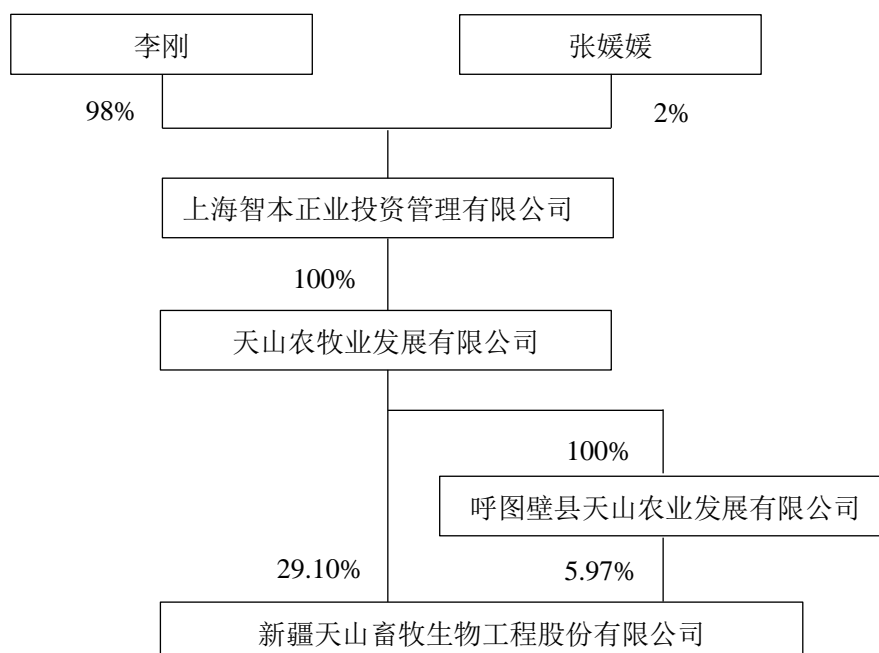 李刚
张媛媛
98%
2%
上海智本正业投资管理有限公司
100%
天山农牧业发展有限公司
100%
呼图壁县天山农业发展有限公司
29.10%
5.97%
新疆天山畜牧生物工程股份有限公司